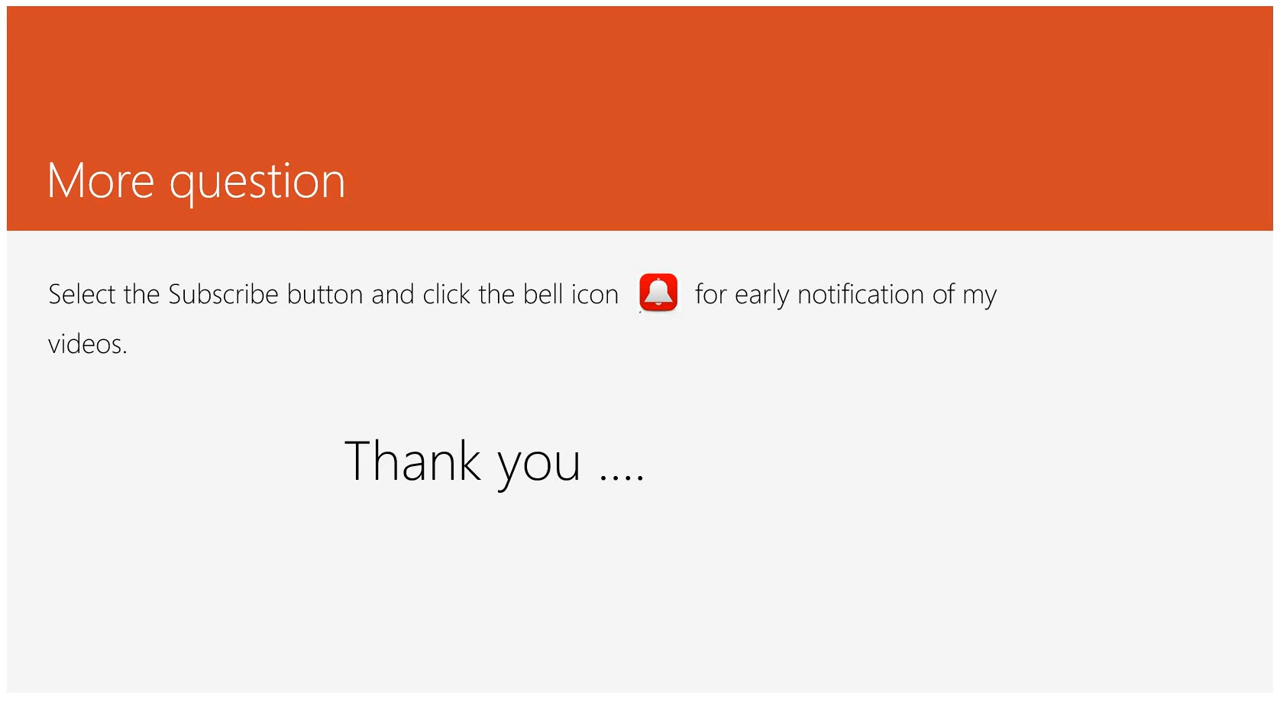 More question
Select the Subscribe button and click the bell icon for early notification of my
videos.
Thank you ....